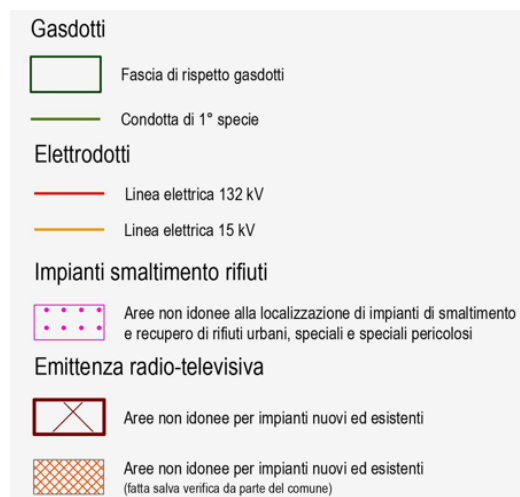 Gasdotti
Fascia di rispetto gasdotti
Condotta di 1° specie
Elettrodotti
Linea elettrica 132 kV
Linea elettrica 15 kV
Impianti smaltimento rifiuti
Aree non idonee alla localizzazione di impianti di smaltimento
e recupero di rifiuti urbani, speciali e speciali pericolosi
Emittenza radio-televisiva
Aree non idonee per impianti nuovi ed esistenti
Aree non idonee per impianti nuovi ed esistenti
(fatta salva verifica da parte del comune)